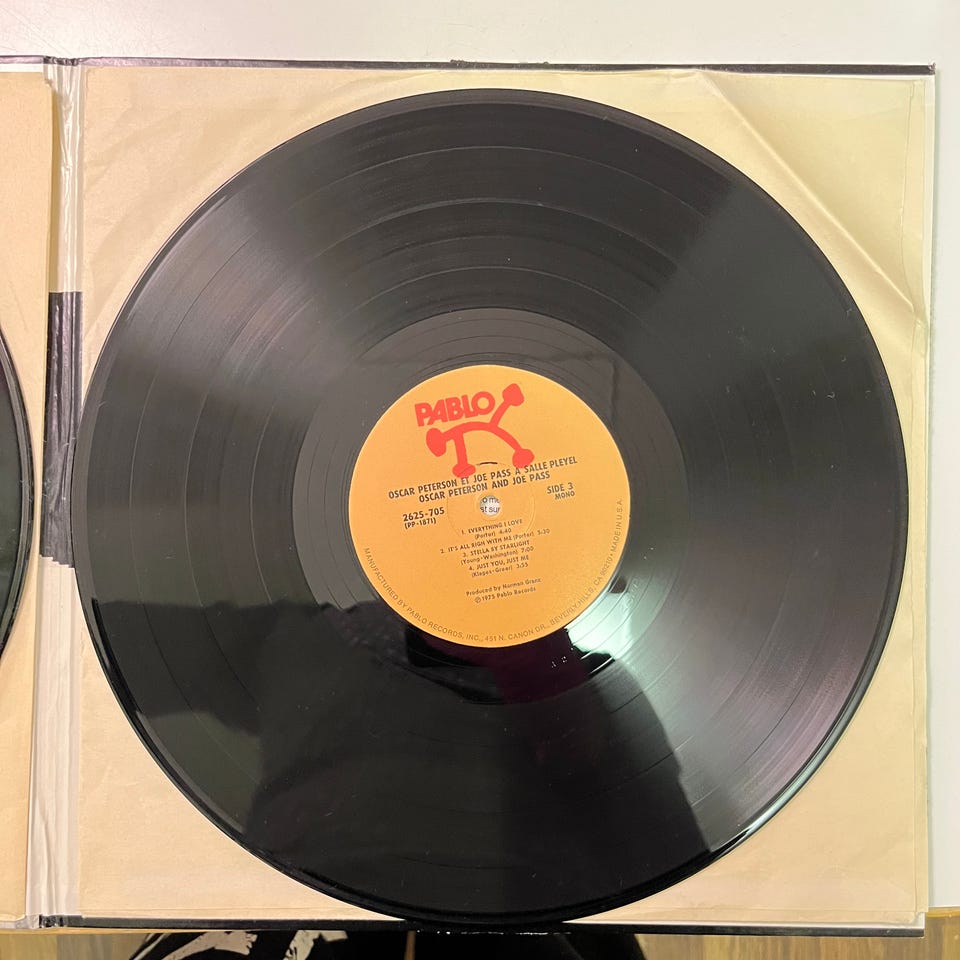 PABLO
OSCAR PETERSON ET JOE PASS A SALLE PLEYEL
OSCAR PETERSON AND JOE PASS
2625-705
(PP-1871)
SIDE 3
MONO
1. EVERYTHING I LOVE
(Porter) 4:40
2. IT'S ALL RIGH WITH ME (Porter) 5:30
3. STELLA BY STARLIGHT
(Young-Washington) 7:00
4. JUST YOU, JUST ME
(Klages-Greer) 3:55
Produced by Norman Granz
℗ 1975 Pablo Records
MANUFACTURED BY PABLO RECORDS, INC., 451 N. CANON DR., BEVERLY HILLS, CA 90210 • MADE IN U.S.A.